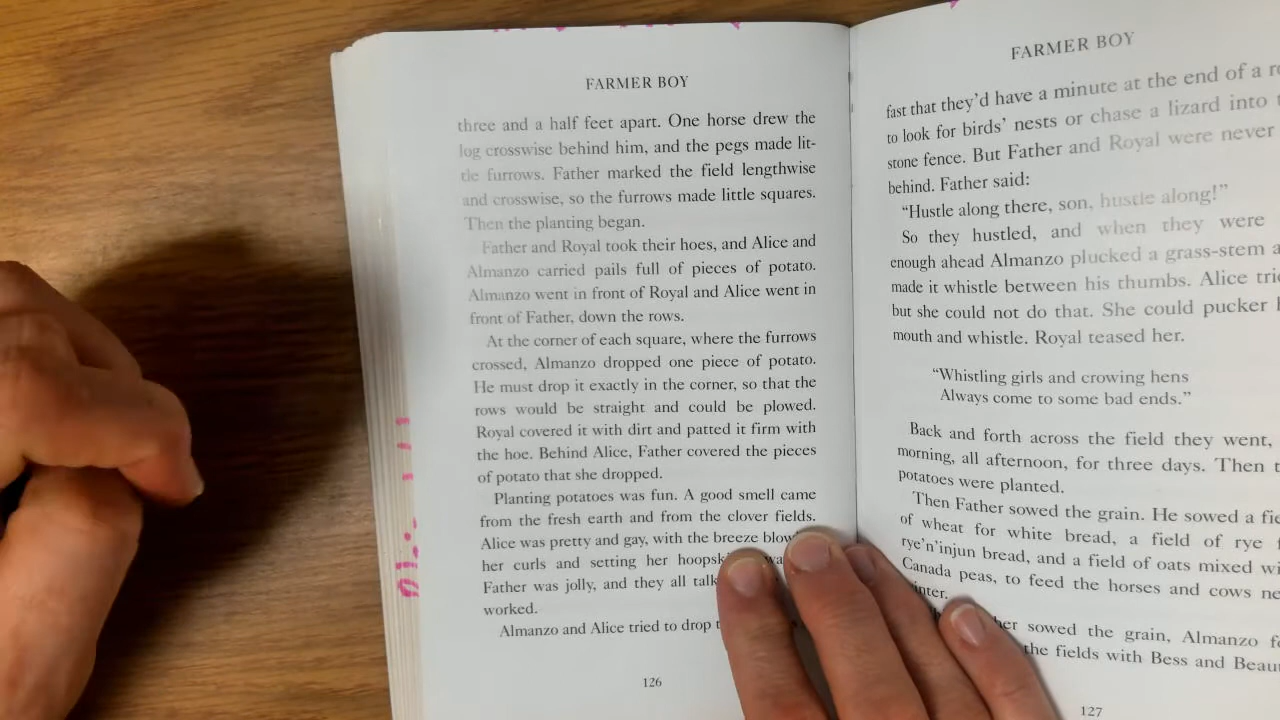 FARMER BOY
three and a half feet apart. One horse drew the
log crosswise behind him, and the pegs made lit-
tle furrows. Father marked the field lengthwise
and crosswise, so the furrows made little squares.
Then the planting began.
Father and Royal took their hoes, and Alice and
Almanzo carried pails full of pieces of potato.
Almanzo went in front of Royal and Alice went in
front of Father, down the rows.
At the corner of each square, where the furrows
crossed, Almanzo dropped one piece of potato.
He must drop it exactly in the corner, so that the
rows would be straight and could be plowed.
Royal covered it with dirt and patted it firm with
the hoe. Behind Alice, Father covered the pieces
of potato that she dropped.
Planting potatoes was fun. A good smell came
from the fresh earth and from the clover fields.
Alice was pretty and gay, with the breeze
her curls and setting her
Father was jolly, and they all
worked.
Almanzo and Alice tried to drop
126
FARMER BOY
fast that they'd have a minute at the end of a
to look for birds' nests or chase a lizard into
stone fence. But Father and Royal were never
behind. Father said:
"Hustle along there, son, hustle along!"
So they hustled, and when they were
enough ahead Almanzo plucked a grass-stem
made it whistle between his thumbs. Alice
but she could not do that. She could pucker
mouth and whistle. Royal teased her.
"Whistling girls and crowing hens
Always come to some bad ends."
Back and forth across the field they went,
morning, all afternoon, for three days. Then
potatoes were planted.
Then Father sowed the grain. He sowed a
of wheat for white bread, a field of rye
rye'n'injun bread, and a field of oats mixed
Canada peas, to feed the horses and cows
sowed the grain, Almanzo
the fields with Bess and
127